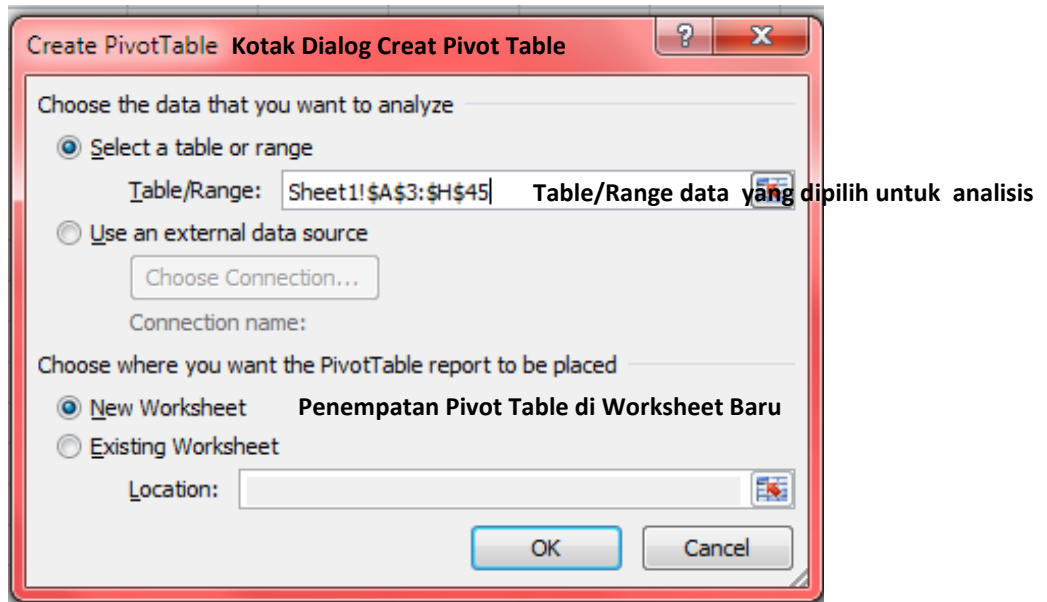 Create PivotTable Kotak Dialog Creat Pivot Table
Choose the data that you want to analyze
Select a table or range
Table/Range: Sheet1!$A$3:$H$45 Table/Range data yang dipilih untuk analisis
Use an external data source
Choose Connection...
Connection name:
Choose where you want the PivotTable report to be placed
New Worksheet Penempatan Pivot Table di Worksheet Baru
Existing Worksheet
Location:
OK Cancel